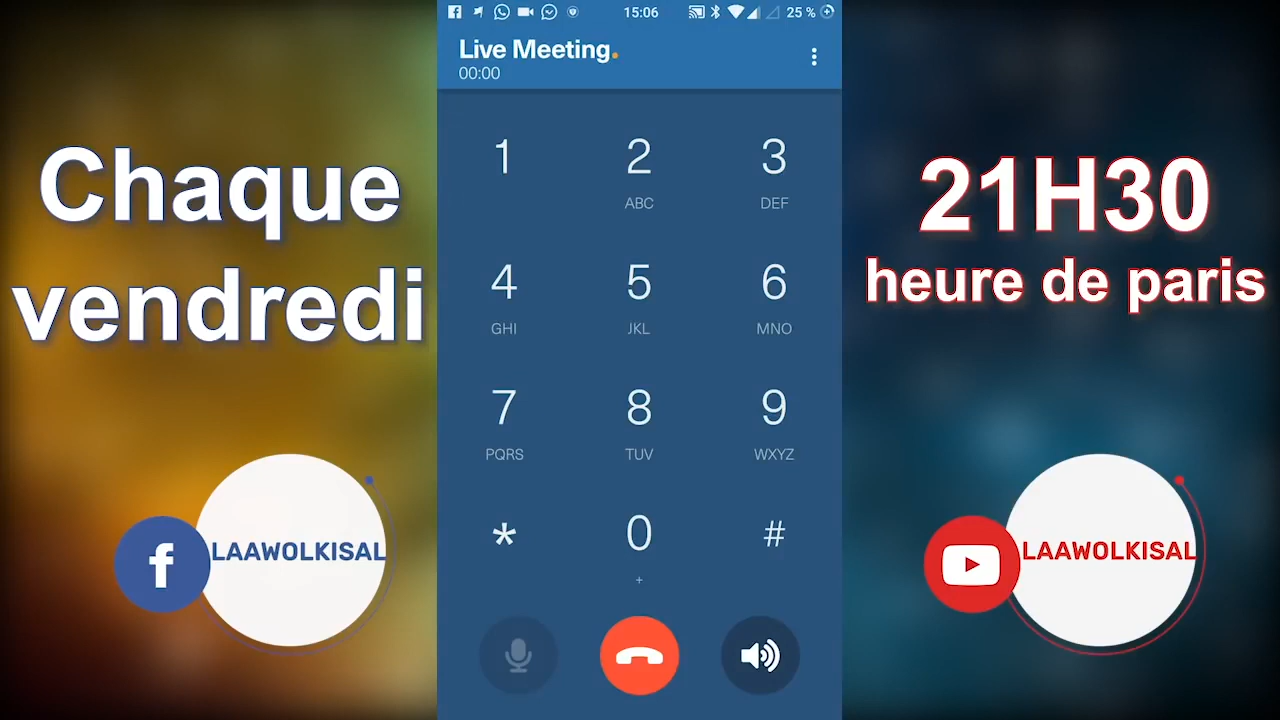 Chaque
vendredi
LAAWOLKISAL
15:06
25 %
Live Meeting.
00:00
1
2
3
ABC
DEF
4
5
6
GHI
JKL
MNO
7
8
9
PQRS
TUV
WXYZ
*
0
#
+
21H30
heure de paris
LAAWOLKISAL